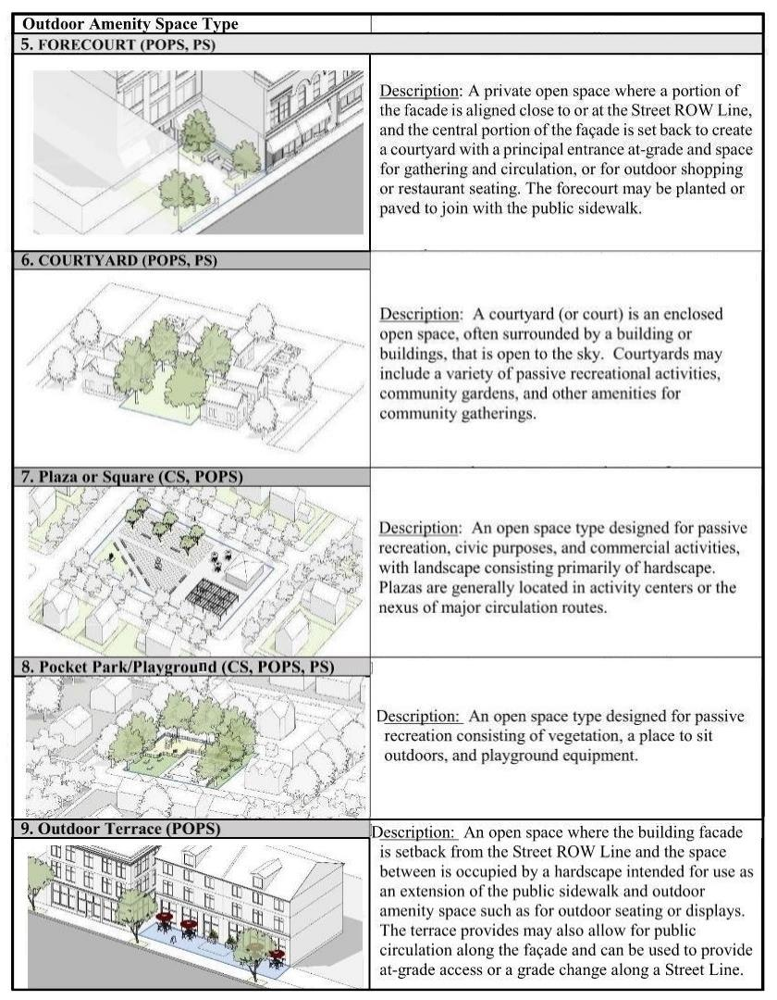 Outdoor Amenity Space Type
5. FORECOURT (POPS, PS)
Description: A private open space where a portion of
the facade is aligned close to or at the Street ROW Line,
and the central portion of the façade is set back to create
a courtyard with a principal entrance at-grade and space
for gathering and circulation, or for outdoor shopping
or restaurant seating. The forecourt may be planted or
paved to join with the public sidewalk.
6. COURTYARD (POPS, PS)
Description: A courtyard (or court) is an enclosed
open space, often surrounded by a building or
buildings, that is open to the sky. Courtyards may
include a variety of passive recreational activities,
community gardens, and other amenities for
community gatherings.
7. Plaza or Square (CS, POPS)
Description: An open space type designed for passive
recreation, civic purposes, and commercial activities,
with landscape consisting primarily of hardscape.
Plazas are generally located in activity centers or the
nexus of major circulation routes.
8. Pocket Park/Playground (CS, POPS, PS)
Description: An open space type designed for passive
recreation consisting of vegetation, a place to sit
outdoors, and playground equipment.
9. Outdoor Terrace (POPS)
Description: An open space where the building facade
is setback from the Street ROW Line and the space
between is occupied by a hardscape intended for use as
an extension of the public sidewalk and outdoor
amenity space such as for outdoor seating or displays.
The terrace provides may also allow for public
circulation along the façade and can be used to provide
at-grade access or a grade change along a Street Line.